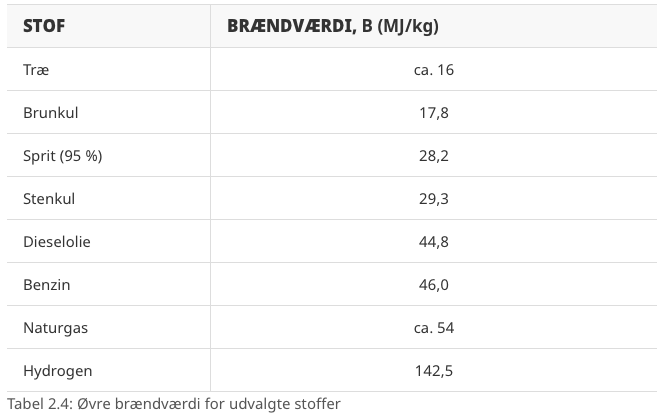 STOF BRÆNDVÆRDI, B (MJ/kg)
Træ ca. 16
Brunkul 17,8
Sprit (95 %) 28,2
Stenkul 29,3
Dieselolie 44,8
Benzin 46,0
Naturgas ca. 54
Hydrogen 142,5
Tabel 2.4: Øvre brændværdi for udvalgte stoffer